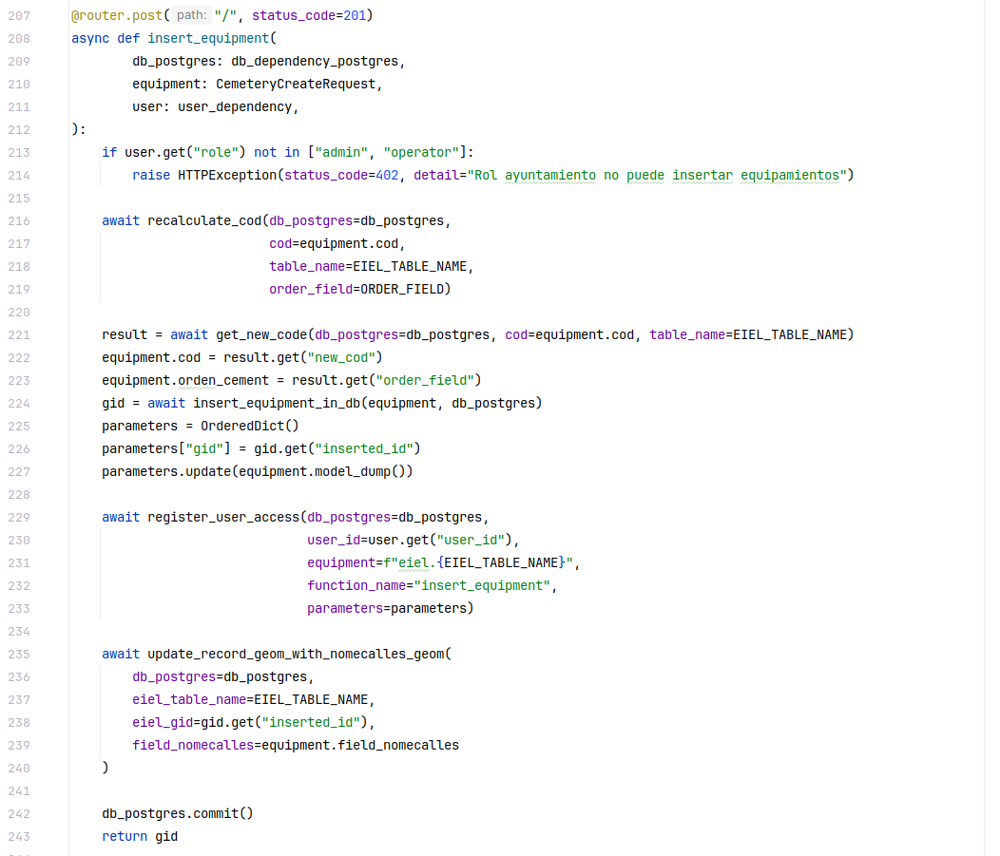 207 @router.post( path: "/", status_code=201)
208 async def insert_equipment(
209         db_postgres: db_dependency_postgres,
210         equipment: CemeteryCreateRequest,
211         user: user_dependency,
212 ):
213     if user.get("role") not in ["admin", "operator"]:
214         raise HTTPException(status_code=402, detail="Rol ayuntamiento no puede insertar equipamientos")
215
216     await recalculate_cod(db_postgres=db_postgres,
217                           cod=equipment.cod,
218                           table_name=EIEL_TABLE_NAME,
219                           order_field=ORDER_FIELD)
220
221     result = await get_new_code(db_postgres=db_postgres, cod=equipment.cod, table_name=EIEL_TABLE_NAME)
222     equipment.cod = result.get("new_cod")
223     equipment.orden_cement = result.get("order_field")
224     gid = await insert_equipment_in_db(equipment, db_postgres)
225     parameters = OrderedDict()
226     parameters["gid"] = gid.get("inserted_id")
227     parameters.update(equipment.model_dump())
228
229     await register_user_access(db_postgres=db_postgres,
230                                user_id=user.get("user_id"),
231                                equipment=f"eiel.{EIEL_TABLE_NAME}",
232                                function_name="insert_equipment",
233                                parameters=parameters)
234
235     await update_record_geom_with_nomecalles_geom(
236         db_postgres=db_postgres,
237         eiel_table_name=EIEL_TABLE_NAME,
238         eiel_gid=gid.get("inserted_id"),
239         field_nomecalles=equipment.field_nomecalles
240     )
241
242     db_postgres.commit()
243     return gid